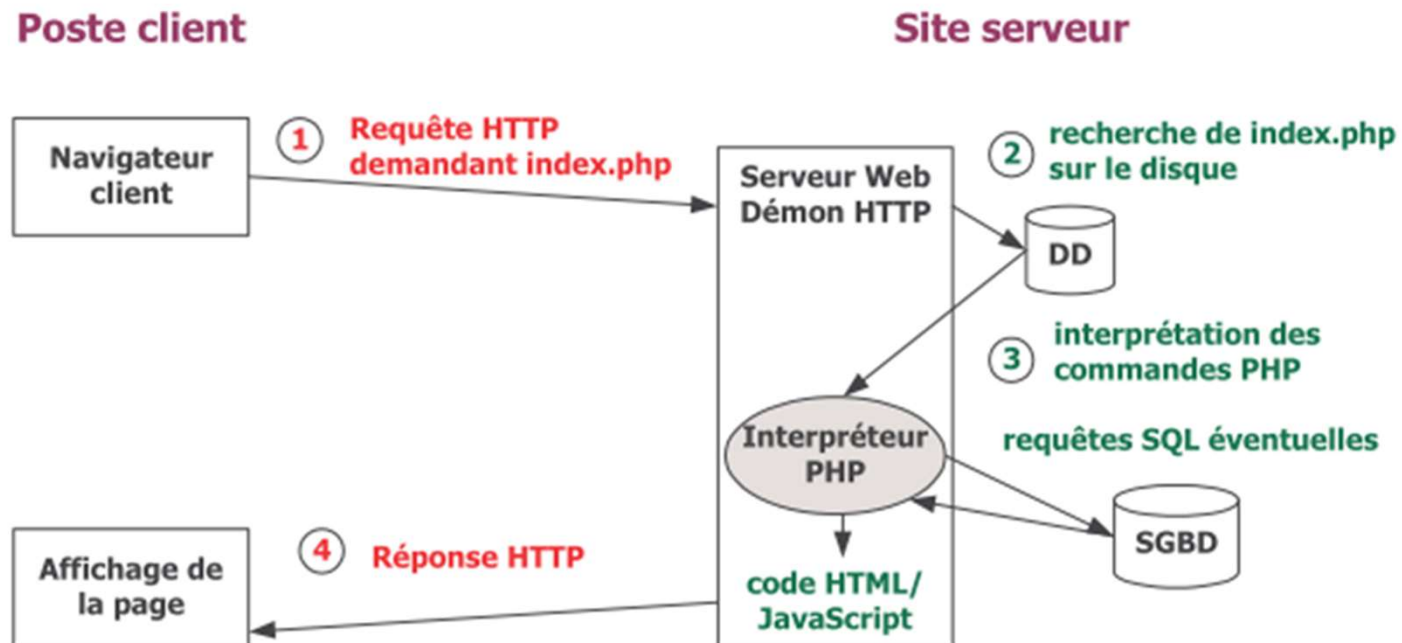 Poste client
Site serveur
Navigateur
client
1
Requête HTTP
demandant index.php
Serveur Web
Démon HTTP
2
recherche de index.php
sur le disque
DD
3
interprétation des
commandes PHP
Interpréteur
PHP
requêtes SQL éventuelles
SGBD
code HTML/
JavaScript
4
Réponse HTTP
Affichage de
la page